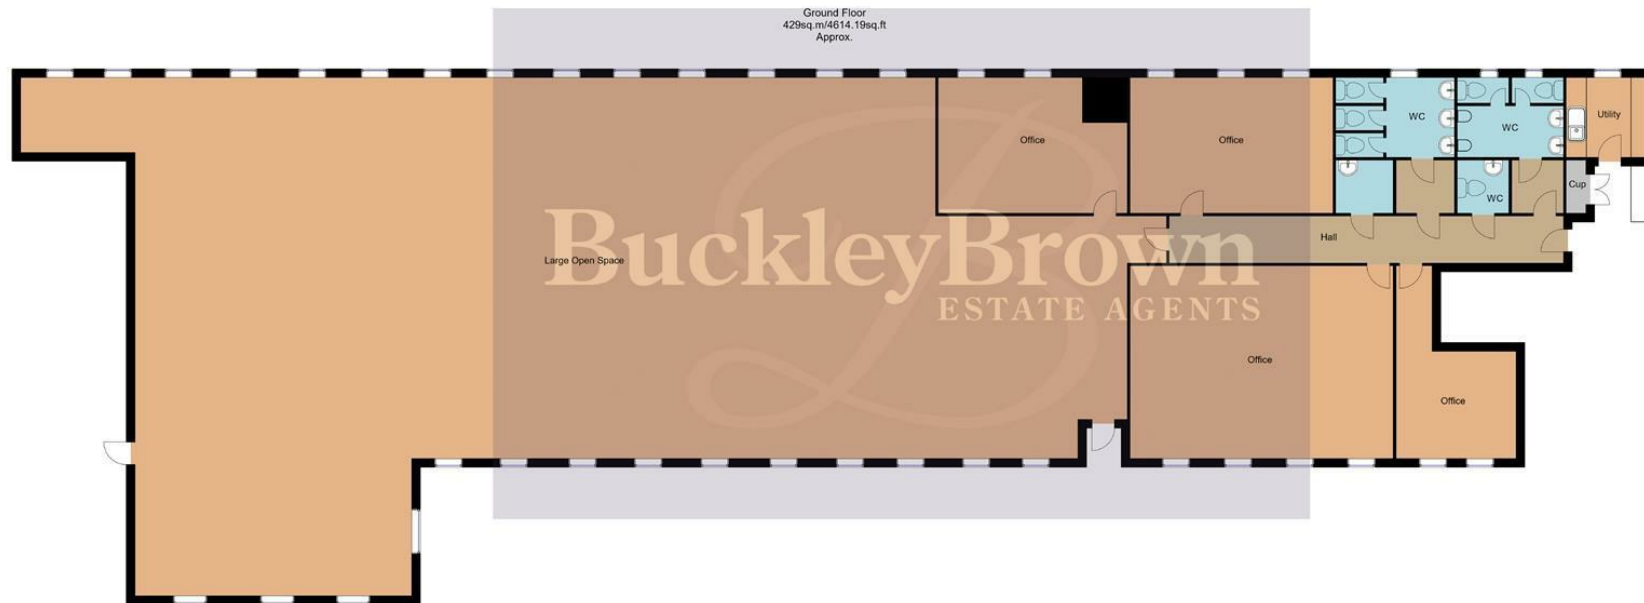 Ground Floor
429sq.m/4614.19sq.ft
Approx.
Office
Office
WC
WC
Utility
Cup
WC
Hall
Large Open Space
BuckleyBrown
ESTATE AGENTS
Office
Office